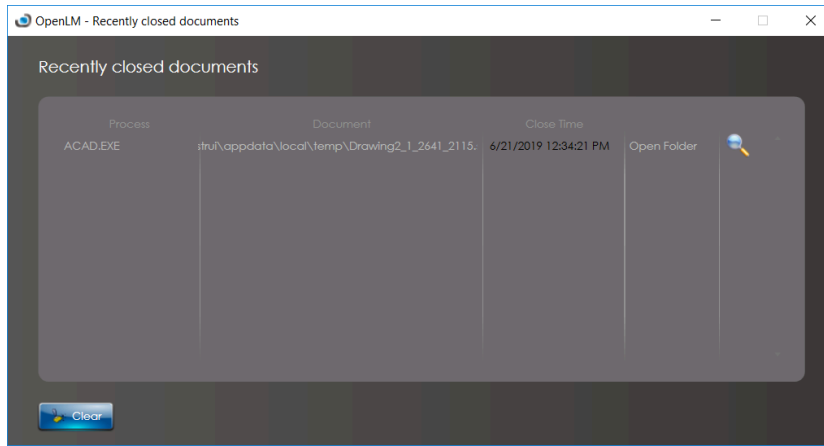 OpenLM - Recently closed documents
Recently closed documents
Process Document Close Time
ACAD.EXE strui\appdata\local\temp\Drawing2_1_2641_2115. 6/21/2019 12:34:21 PM Open Folder
Clear